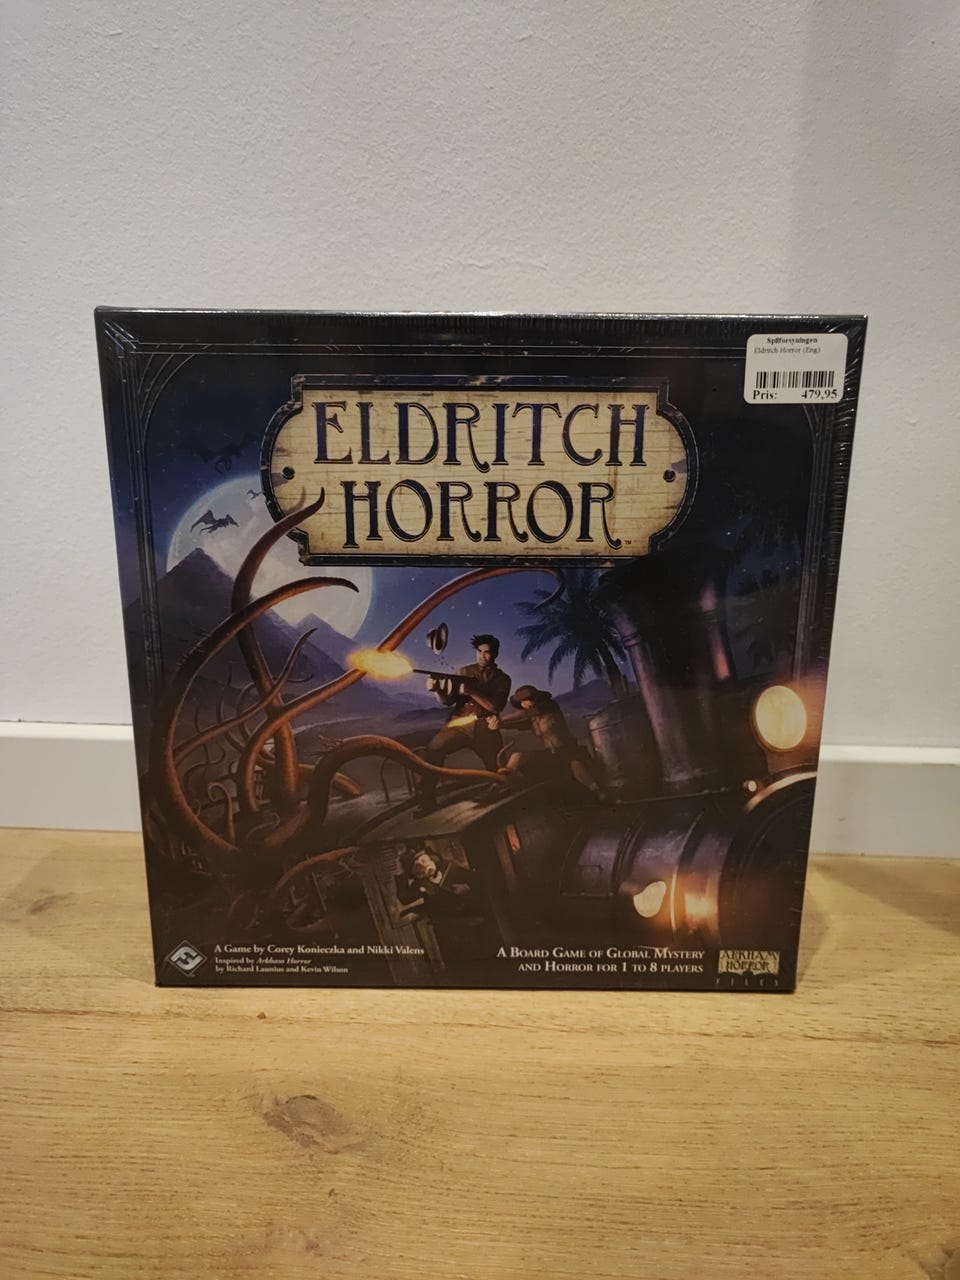 Spilforsyningen
Eldritch Horror (Eng)
Pris: 479,95
ELDRITCH
HORROR
TM
A Game by Corey Konieczka and Nikki Valens
Inspired by Arkham Horror
by Richard Launius and Kevin Wilson
A Board Game of Global Mystery
and Horror for 1 to 8 players
ARKHAM
HORROR
FILES